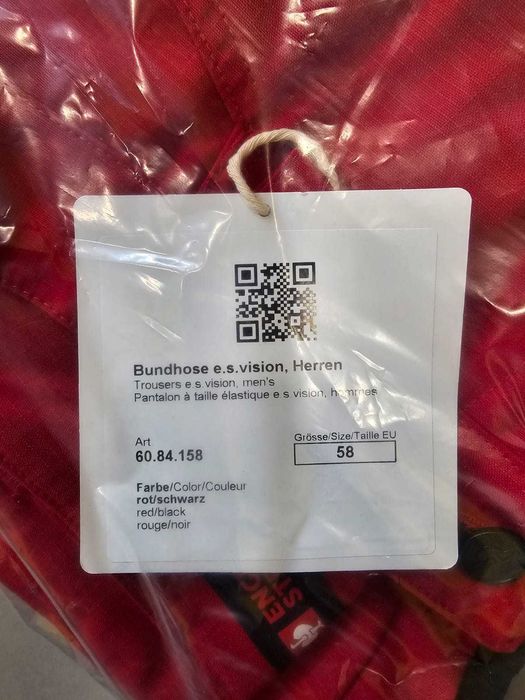 Bundhose e.s.vision, Herren
Trousers e.s.vision, men's
Pantalon à taille élastique e.s.vision, hommes
Art
60.84.158
Grösse/Size/Taille EU
58
Farbe/Color/Couleur
rot/schwarz
red/black
rouge/noir